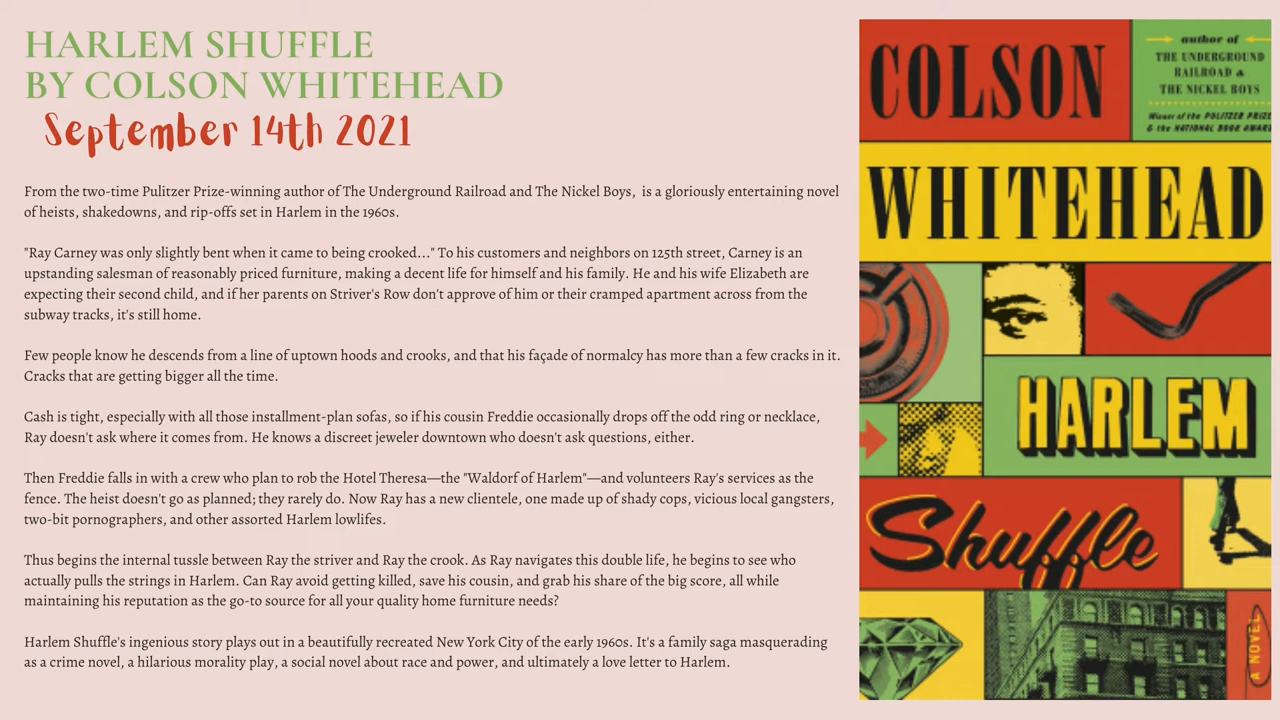 HARLEM SHUFFLE
BY COLSON WHITEHEAD
September 14th 2021
From the two-time Pulitzer Prize-winning author of The Underground Railroad and The Nickel Boys,  is a gloriously entertaining novel
of heists, shakedowns, and rip-offs set in Harlem in the 1960s.
"Ray Carney was only slightly bent when it came to being crooked..." To his customers and neighbors on 125th street, Carney is an
upstanding salesman of reasonably priced furniture, making a decent life for himself and his family. He and his wife Elizabeth are
expecting their second child, and if her parents on Striver's Row don't approve of him or their cramped apartment across from the
subway tracks, it's still home.
Few people know he descends from a line of uptown hoods and crooks, and that his façade of normalcy has more than a few cracks in it.
Cracks that are getting bigger all the time.
Cash is tight, especially with all those installment-plan sofas, so if his cousin Freddie occasionally drops off the odd ring or necklace,
Ray doesn't ask where it comes from. He knows a discreet jeweler downtown who doesn't ask questions, either.
Then Freddie falls in with a crew who plan to rob the Hotel Theresa—the "Waldorf of Harlem"—and volunteers Ray's services as the
fence. The heist doesn't go as planned; they rarely do. Now Ray has a new clientele, one made up of shady cops, vicious local gangsters,
two-bit pornographers, and other assorted Harlem lowlifes.
Thus begins the internal tussle between Ray the striver and Ray the crook. As Ray navigates this double life, he begins to see who
actually pulls the strings in Harlem. Can Ray avoid getting killed, save his cousin, and grab his share of the big score, all while
maintaining his reputation as the go-to source for all your quality home furniture needs?
Harlem Shuffle's ingenious story plays out in a beautifully recreated New York City of the early 1960s. It's a family saga masquerading
as a crime novel, a hilarious morality play, a social novel about race and power, and ultimately a love letter to Harlem.
COLSON
author of
THE UNDERGROUND
RAILROAD &
THE NICKEL BOYS
Winner of the PULITZER PRIZE
& the NATIONAL BOOK AWARD
WHITEHEAD
HARLEM
Shuffle
A NOVEL